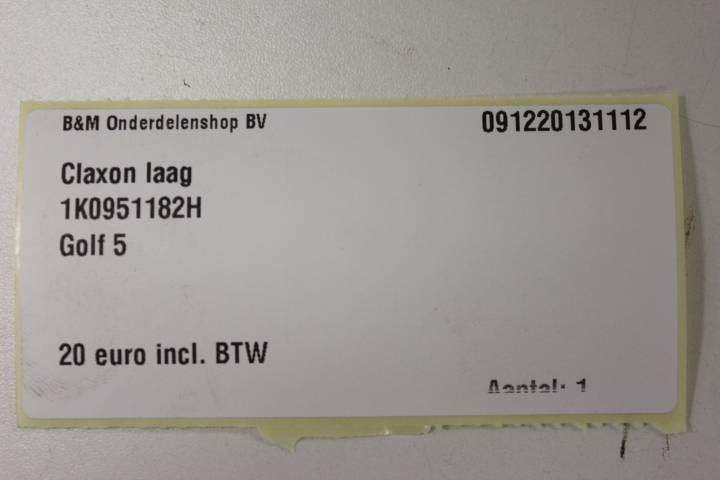 B&M Onderdelenshop BV 091220131112
Claxon laag
1K0951182H
Golf 5
20 euro incl. BTW
Aantal: 1